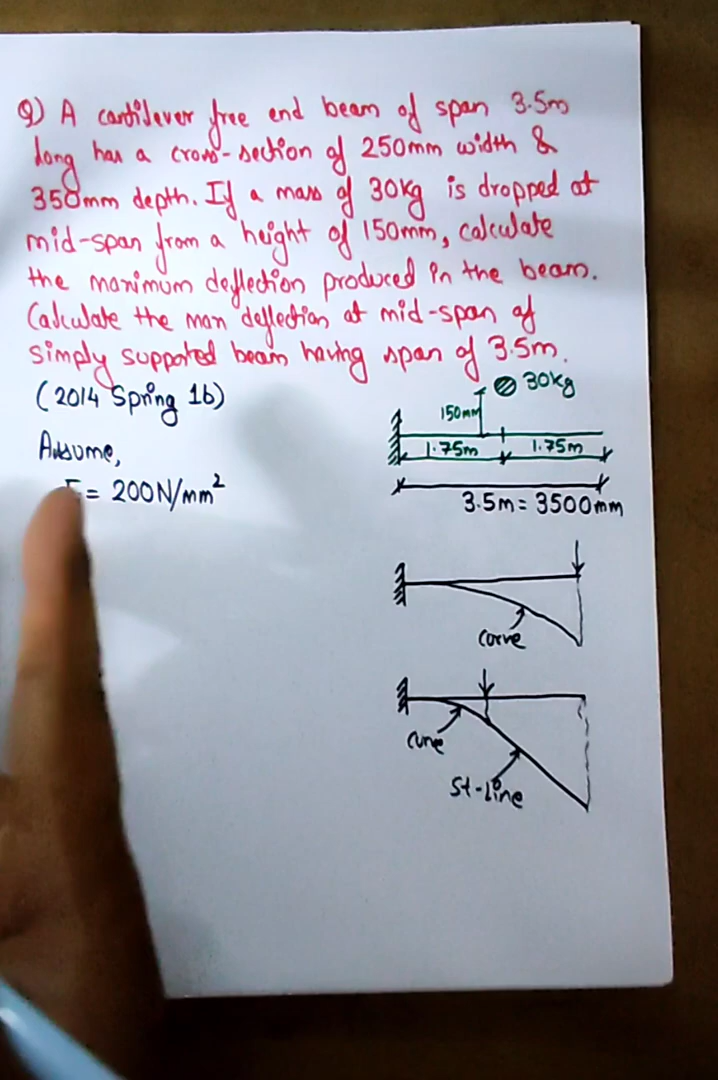 Q) A cantilever free end beam of span 3.5m
long has a cross-section of 250mm width &
350mm depth. If a mass of 30kg is dropped at
mid-span from a height of 150mm, calculate
the maximum deflection produced in the beam.
Calculate the max deflection at mid-span of
simply supported beam having span of 3.5m.
(2014 Spring 1b)
Assume,
= 200N/mm²
30kg
150mm
1.75m 1.75m
3.5m = 3500mm
Curve
Curve
St-line